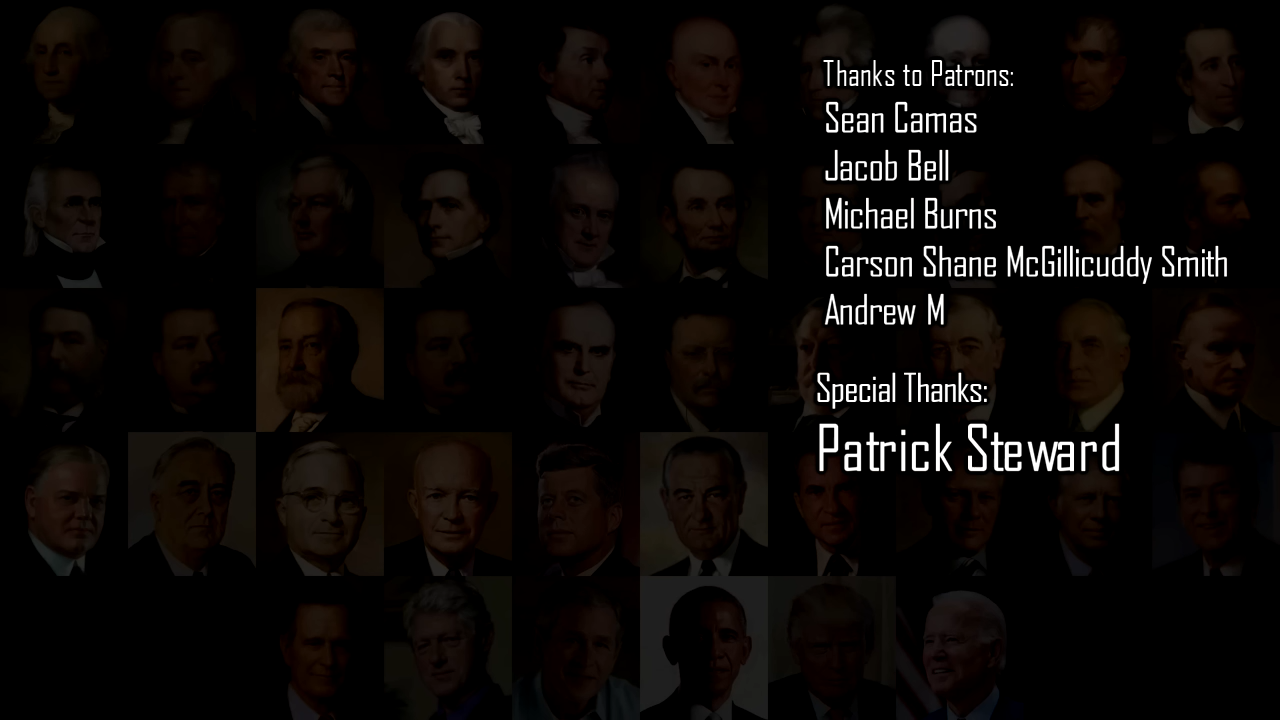 Thanks to Patrons:
Sean Camas
Jacob Bell
Michael Burns
Carson Shane McGillicuddy Smith
Andrew M
Special Thanks:
Patrick Steward